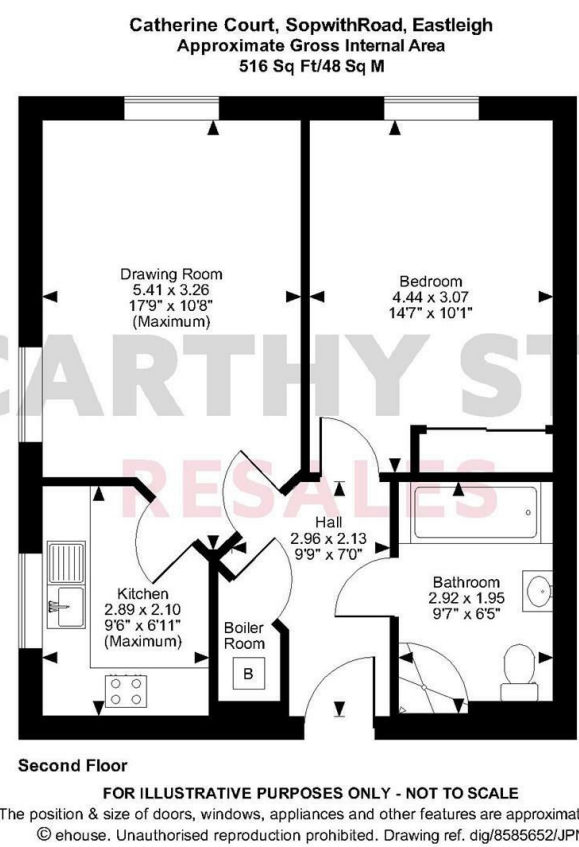 Catherine Court, SopwithRoad, Eastleigh
Approximate Gross Internal Area
516 Sq Ft/48 Sq M
Drawing Room
5.41 x 3.26
17'9" x 10'8"
(Maximum)
Bedroom
4.44 x 3.07
14'7" x 10'1"
CARTHY ST
RESALES
Hall
2.96 x 2.13
9'9" x 7'0"
Kitchen
2.89 x 2.10
9'6" x 6'11"
(Maximum)
Boiler
Room
B
Bathroom
2.92 x 1.95
9'7" x 6'5"
Second Floor
FOR ILLUSTRATIVE PURPOSES ONLY - NOT TO SCALE
The position & size of doors, windows, appliances and other features are approximat
© ehouse. Unauthorised reproduction prohibited. Drawing ref. dig/8585652/JPN